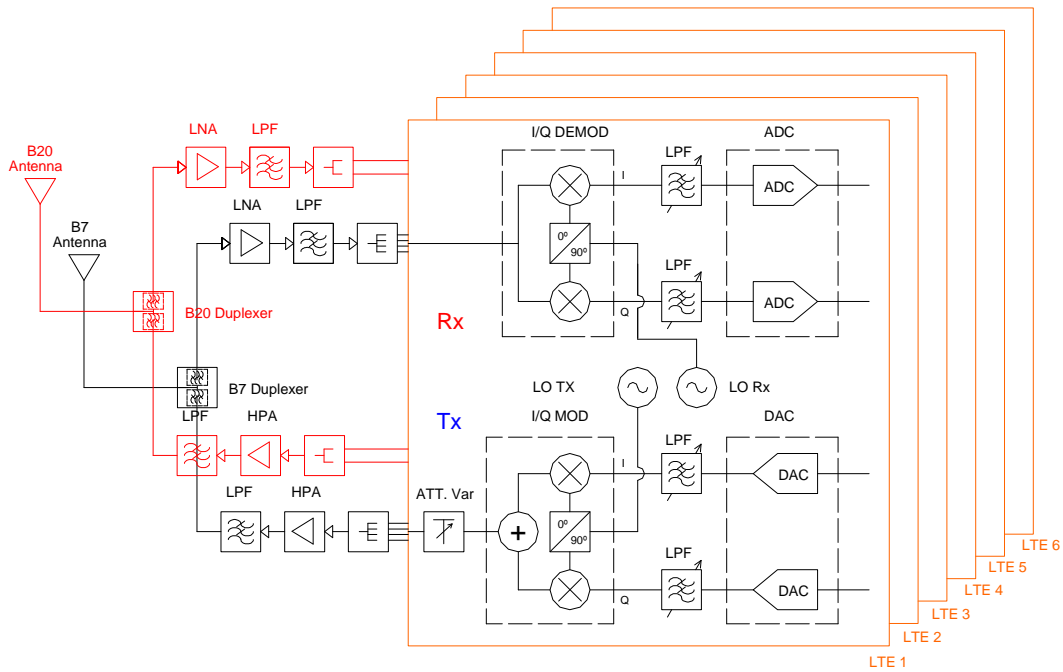 I/Q DEMOD
ADC
LNA
LPF
LPF
B20
Antenna
I
ADC
LNA
LPF
B7
Antenna
0º
90º
LPF
ADC
Q
B20 Duplexer
Rx
B7 Duplexer
LO TX
LO Rx
LPF
HPA
Tx
I/Q MOD
DAC
LPF
I
DAC
LPF
HPA
ATT. Var
+
0º
90º
LPF
DAC
Q
LTE 6
LTE 5
LTE 4
LTE 3
LTE 2
LTE 1